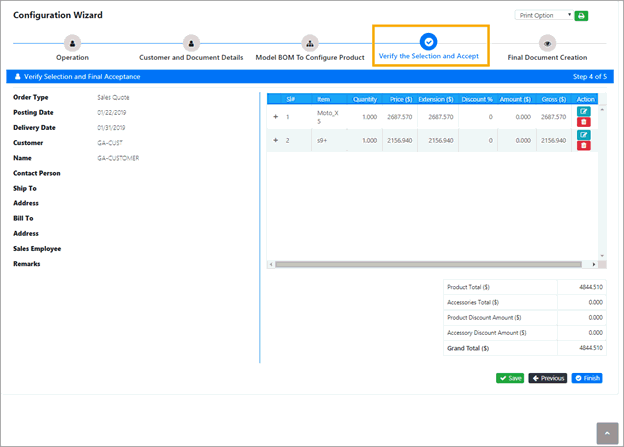 Configuration Wizard
Print Option
Operation
Customer and Document Details
Model BOM To Configure Product
Verify the Selection and Accept
Final Document Creation
Verify Selection and Final Acceptance
Step 4 of 5
Order Type Sales Quote
Posting Date 01/22/2019
Delivery Date 01/31/2019
Customer GA-CUST
Name GA-CUSTOMER
Contact Person
Ship To
Address
Bill To
Address
Sales Employee
Remarks
Sl# Item Quantity Price ($) Extension ($) Discount % Amount ($) Gross ($) Action
1 Moto_X 1.000 2687.570 2687.570 0 0.000 2687.570
5
2 s9+ 1.000 2156.940 2156.940 0 0.000 2156.940
Product Total ($) 4844.510
Accessories Total ($) 0.000
Product Discount Amount ($) 0.000
Accessory Discount Amount ($) 0.000
Grand Total ($) 4844.510
Save
Previous
Finish